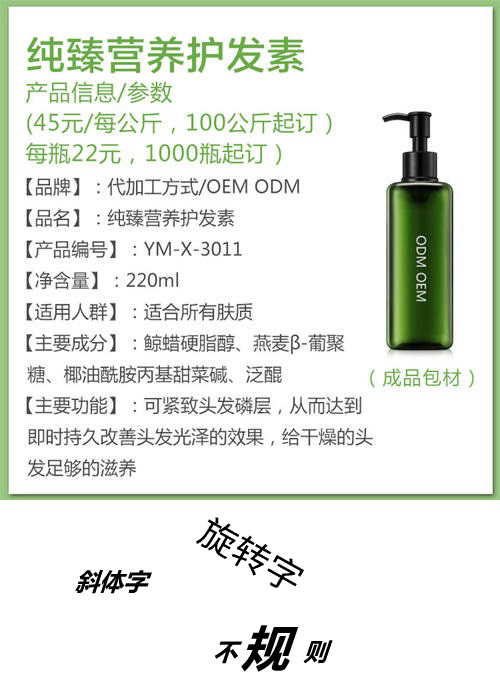 纯臻营养护发素
产品信息/参数
(45元/每公斤，100公斤起订）
每瓶22元，1000瓶起订）
【品牌】：代加工方式/OEM ODM
【品名】：纯臻营养护发素
【产品编号】：YM-X-3011
【净含量】：220ml
【适用人群】：适合所有肤质
【主要成分】：鲸蜡硬脂醇、燕麦β-葡聚
糖、椰油酰胺丙基甜菜碱、泛醌
【主要功能】：可紧致头发磷层，从而达到
即时持久改善头发光泽的效果，给干燥的头
发足够的滋养
ODM OEM
（成品包材）
旋转字
斜体字
不规则